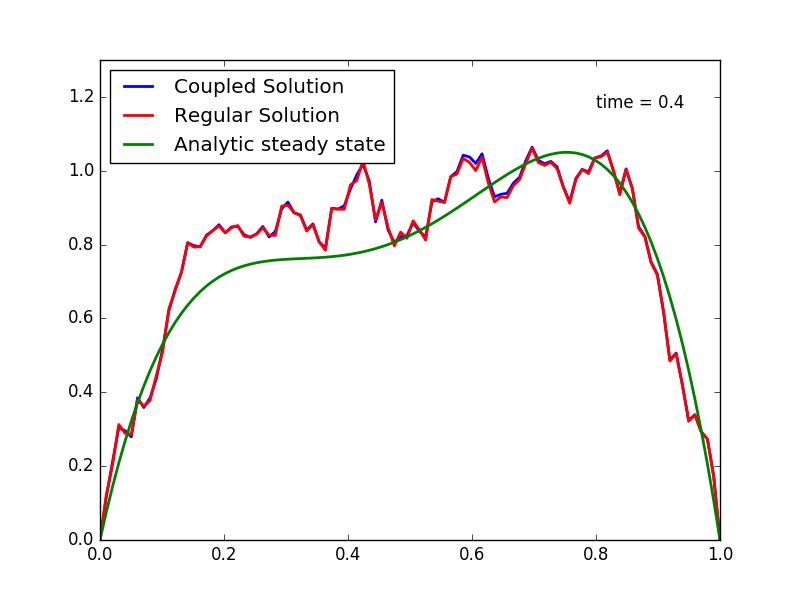 Coupled Solution
Regular Solution
Analytic steady state
time = 0.4
1.2
1.0
0.8
0.6
0.4
0.2
0.0
0.0 0.2 0.4 0.6 0.8 1.0